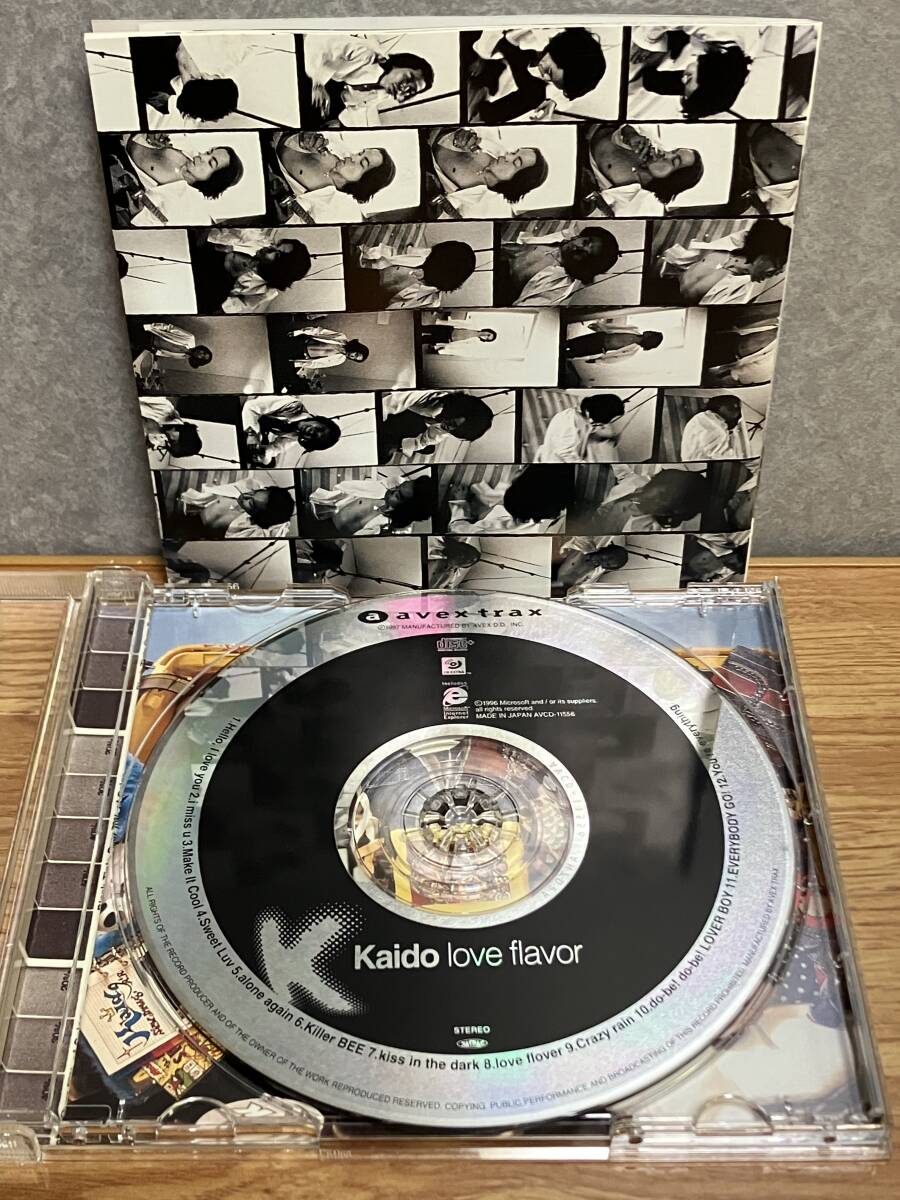 a avex trax
©1997 MANUFACTURED BY AVEX D.D. INC.
includes
Microsoft
Internet
Explorer
©1996 Microsoft and / or its suppliers.
all rights reserved.
MADE IN JAPAN AVCD-11556
K
Kaido love flavor
STEREO
1.Hello, I love you 2.i miss u 3.Make It Cool 4.Sweet Luv 5.alone again 6.Killer BEE 7.kiss in the dark 8.love flover 9.Crazy rain 10.do-be! do-be! LOVER BOY 11.EVERYBODY GO! 12.You everything
ALL RIGHTS OF THE RECORD PRODUCER AND OF THE OWNER OF THE WORK REPRODUCED RESERVED. COPYING, PUBLIC PERFORMANCE AND BROADCASTING OF THIS RECORD PROHIBITED. MANUFACTURED BY AVEX TRAX